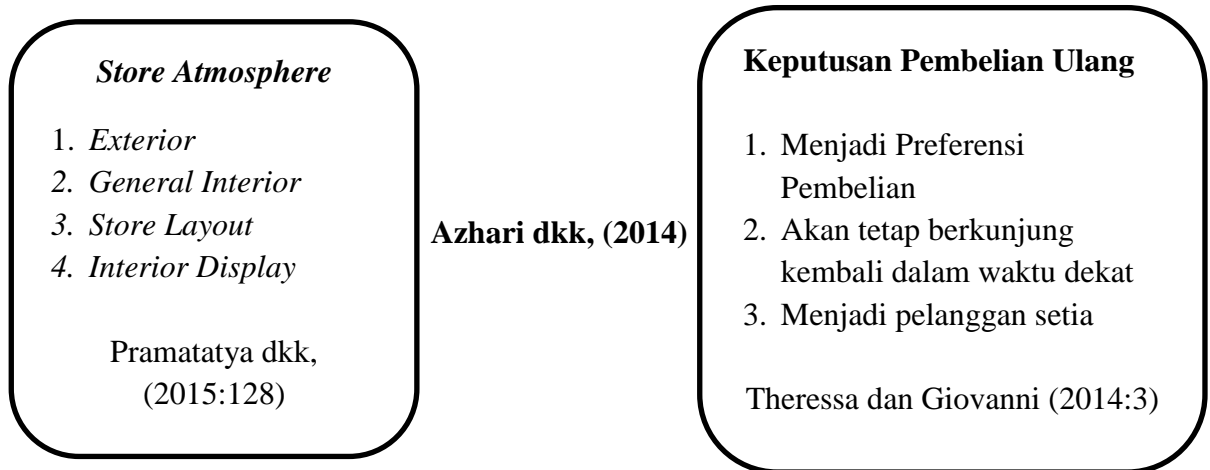 Store Atmosphere
1. Exterior
2. General Interior
3. Store Layout
4. Interior Display
Pramatatya dkk,
(2015:128)
Azhari dkk, (2014)
Keputusan Pembelian Ulang
1. Menjadi Preferensi
Pembelian
2. Akan tetap berkunjung
kembali dalam waktu dekat
3. Menjadi pelanggan setia
Theressa dan Giovanni (2014:3)